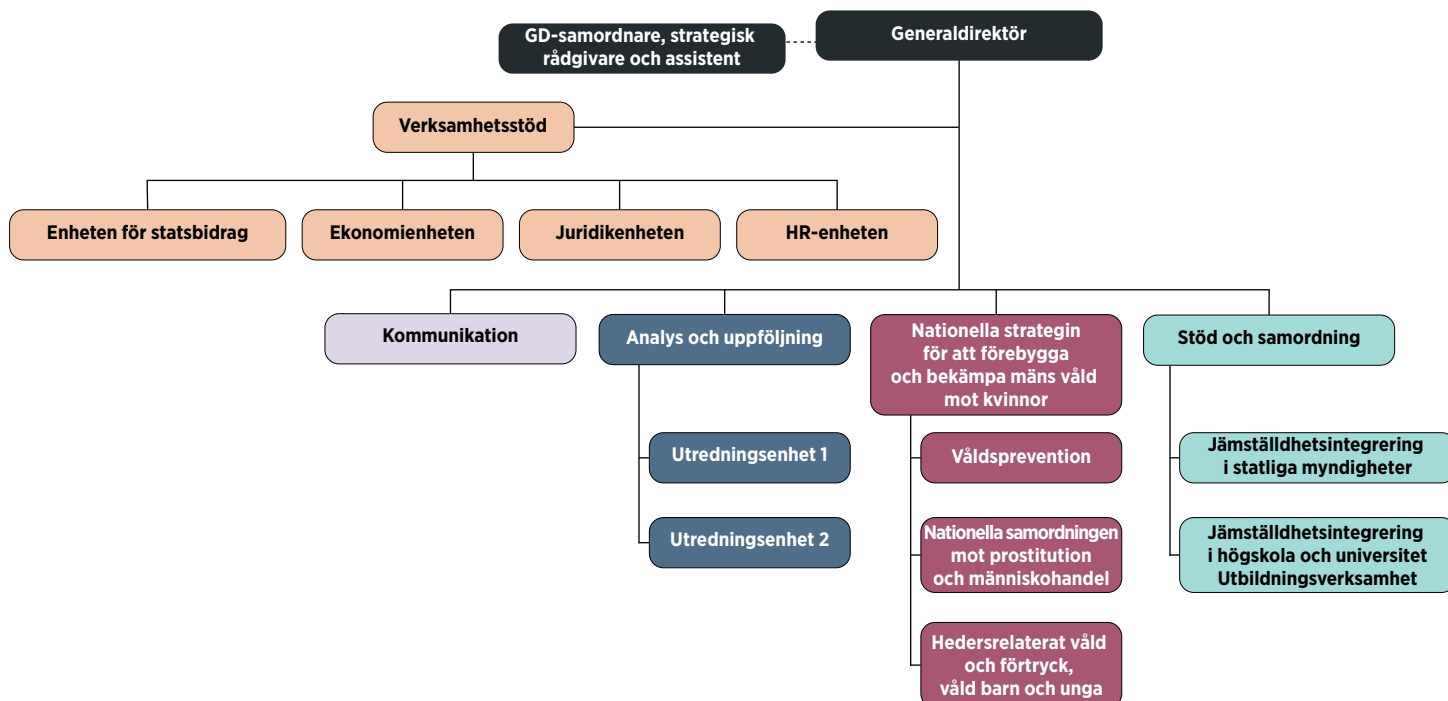 GD-samordnare, strategisk
rådgivare och assistent
Generaldirektör
Verksamhetsstöd
Enheten för statsbidrag
Ekonomienheten
Juridikenheten
HR-enheten
Kommunikation
Analys och uppföljning
Nationella strategin
för att förebygga
och bekämpa mäns våld
mot kvinnor
Stöd och samordning
Utredningsenhet 1
Utredningsenhet 2
Våldsprevention
Nationella samordningen
mot prostitution
och människohandel
Hedersrelaterat våld
och förtryck,
våld barn och unga
Jämställdhetsintegrering
i statliga myndigheter
Jämställdhetsintegrering
i högskola och universitet
Utbildningsverksamhet